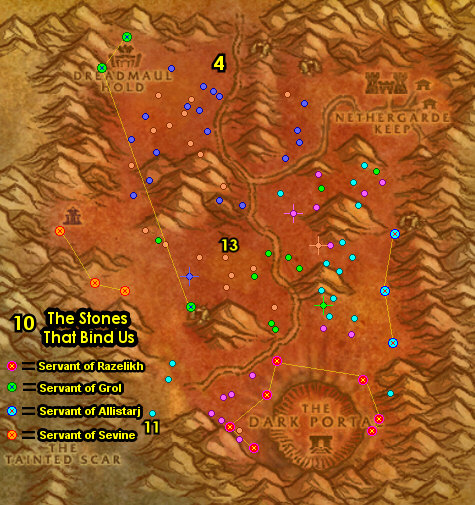 4
DREADMAUL
HOLD
NETHERGARDE
KEEP
13
10 The Stones
That Bind Us
= Servant of Razelikh
= Servant of Grol
= Servant of Allistarj
= Servant of Sevine
11
THE
DARK PORTAL
THE
TAINTED SCAR